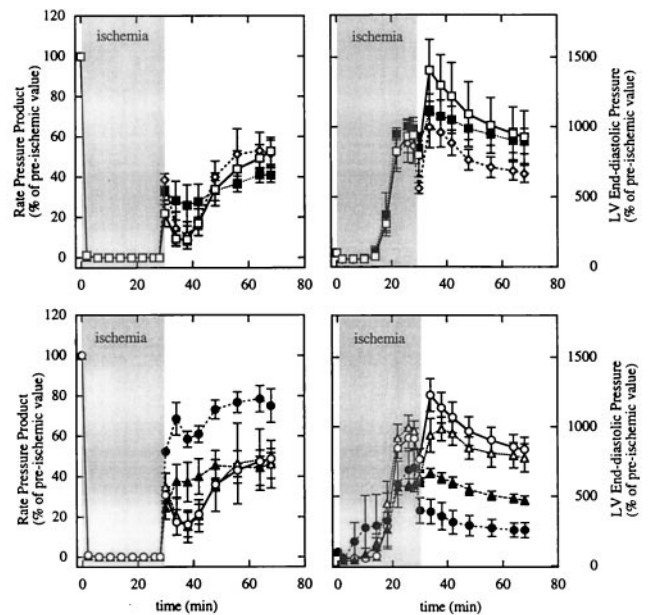 ischemia
Rate Pressure Product
(% of pre-ischemic value)
120
100
80
60
40
20
0
0 20 40 60 80
ischemia
1500
1000
500
0
LV End-diastolic Pressure
(% of pre-ischemic value)
0 20 40 60 80
ischemia
Rate Pressure Product
(% of pre-ischemic value)
120
100
80
60
40
20
0
0 20 40 60 80
time (min)
ischemia
1500
1000
500
0
LV End-diastolic Pressure
(% of pre-ischemic value)
0 20 40 60 80
time (min)